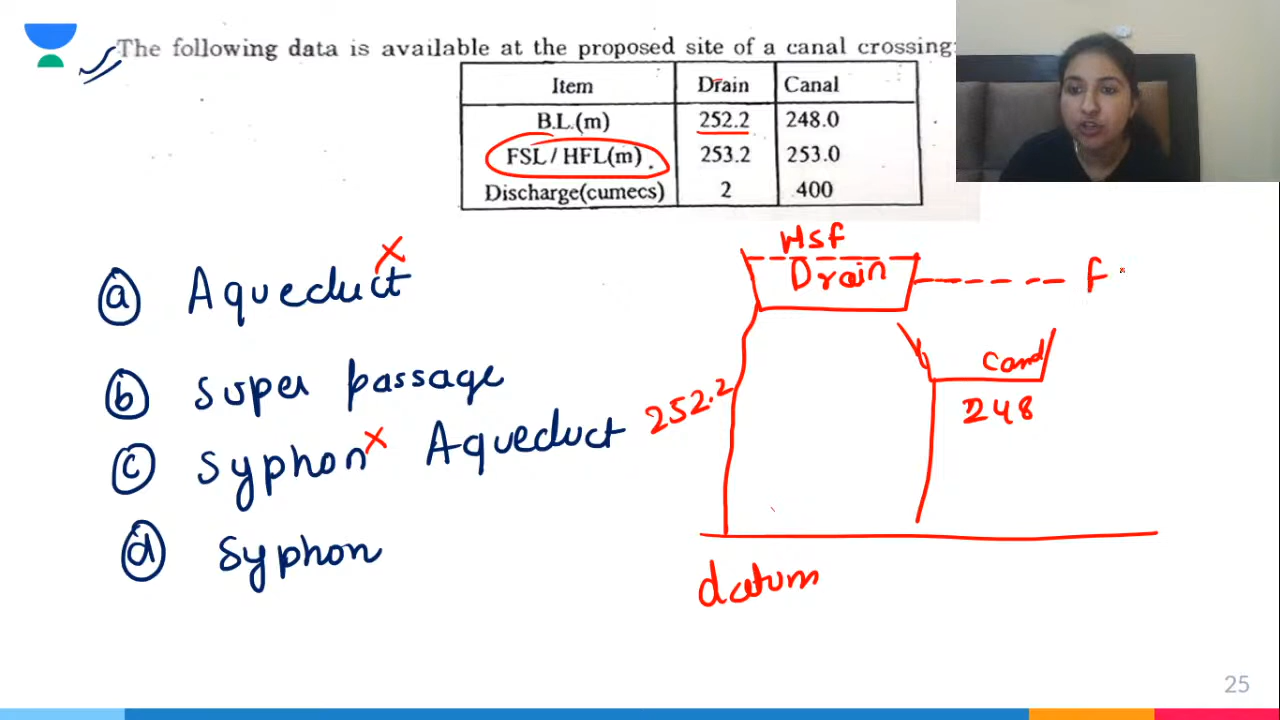 The following data is available at the proposed site of a canal crossing:
Item Drain Canal
B.L.(m) 252.2 248.0
FSL / HFL(m) 253.2 253.0
Discharge(cumecs) 2 400
(a) Aqueduct X
(b) Super passage
(c) Syphon X Aqueduct
(d) Syphon
Hsf
Drain
F
Canal
252.2
248
datum
25